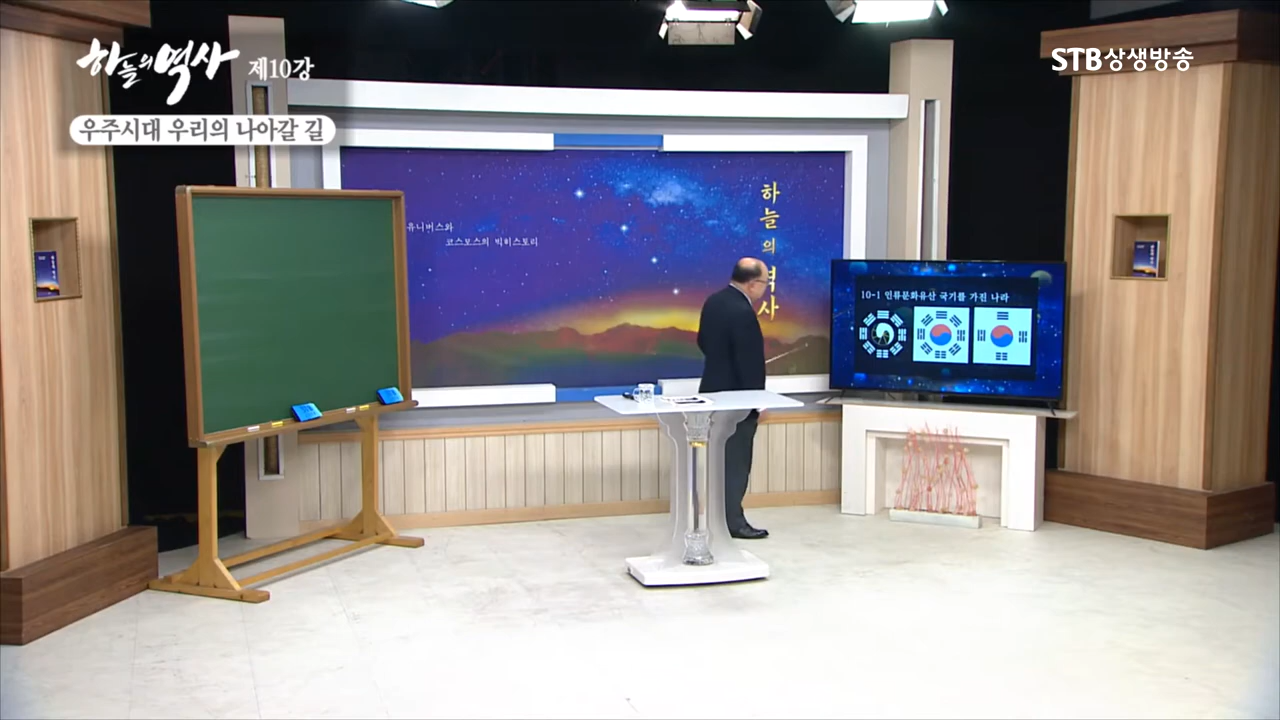 하늘의 역사 제10강
우주시대 우리의 나아갈 길
STB상생방송
유니버스와
코스모스의 빅히스토리
하늘의 역사
10-1 인류문화유산 국기를 가진 나라